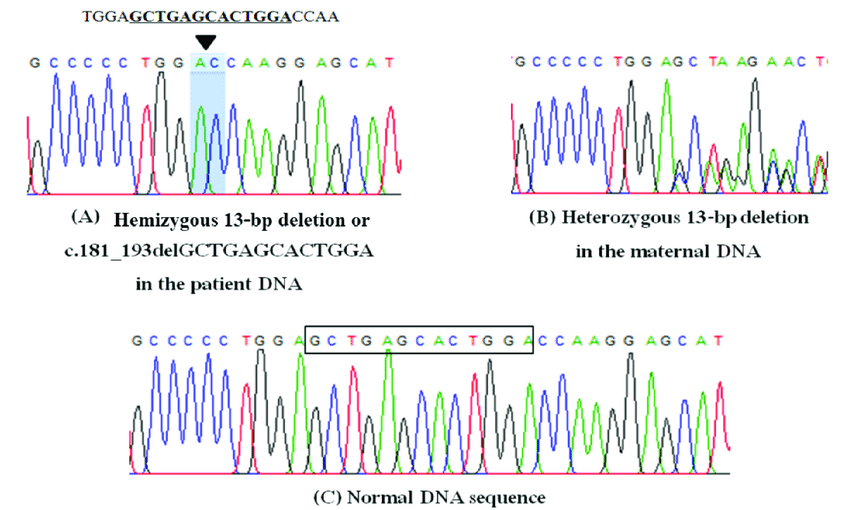 TGGAGCTGAGCACTGGACCAA
G C C C C C T G G A C C A A G G A G C A T
G C C C C C T G G A G C T A A G A A C T
(A) Hemizygous 13-bp deletion or
c.181_193delGCTGAGCACTGGA
in the patient DNA
(B) Heterozygous 13-bp deletion
in the maternal DNA
G C C C C C T G G A G C T G A G C A C T G G A C C A A G G A G C A T
(C) Normal DNA sequence